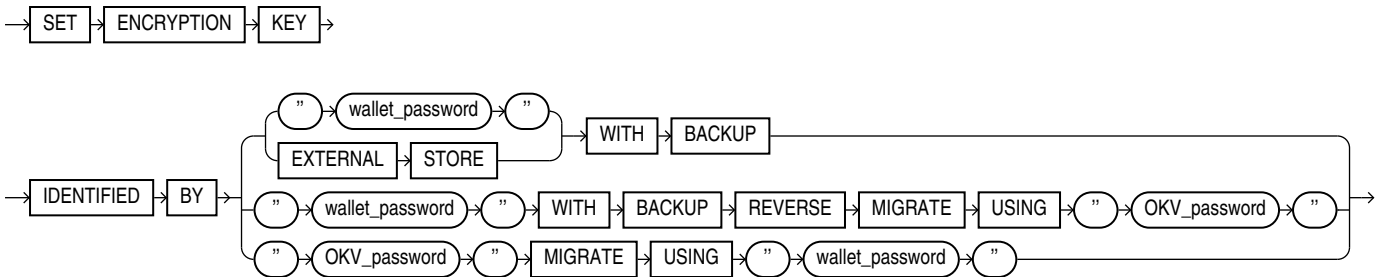 SET ENCRYPTION KEY
” wallet_password ”
WITH BACKUP
EXTERNAL STORE
IDENTIFIED BY
” wallet_password ” WITH BACKUP REVERSE MIGRATE USING ” OKV_password ”
” OKV_password ” MIGRATE USING ” wallet_password ”